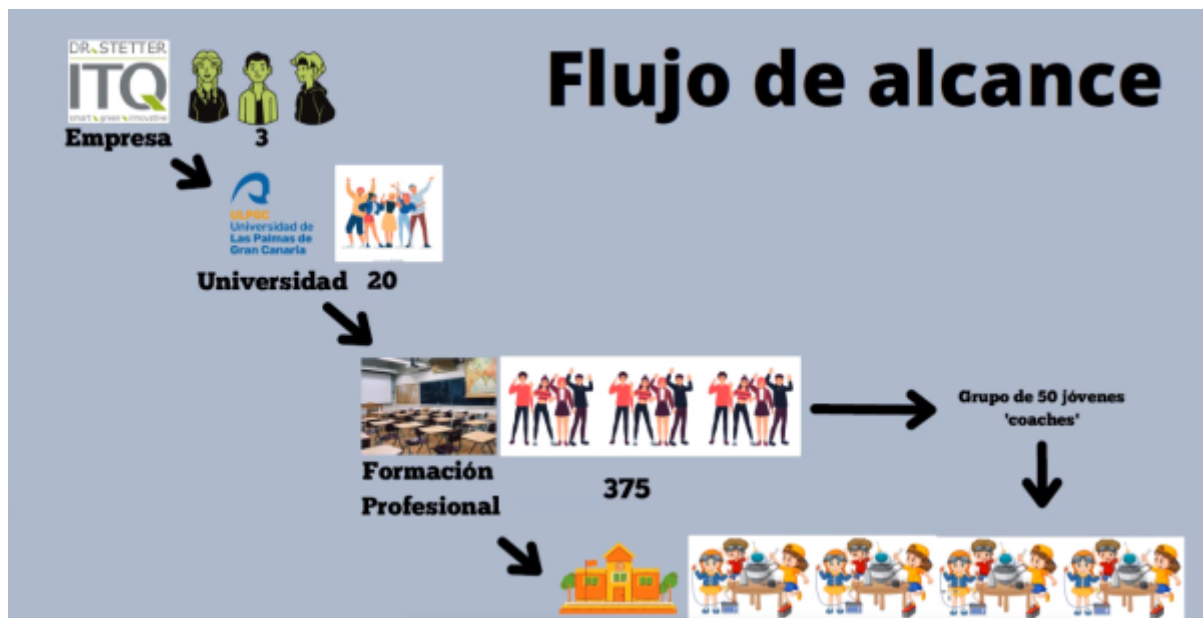 Flujo de alcance
DR. STETTER
ITQ
smart green innovative
Empresa 3
ULPGC
Universidad de
Las Palmas de
Gran Canaria
Universidad 20
Formación
Profesional
375
Grupo de 50 jóvenes
'coaches'